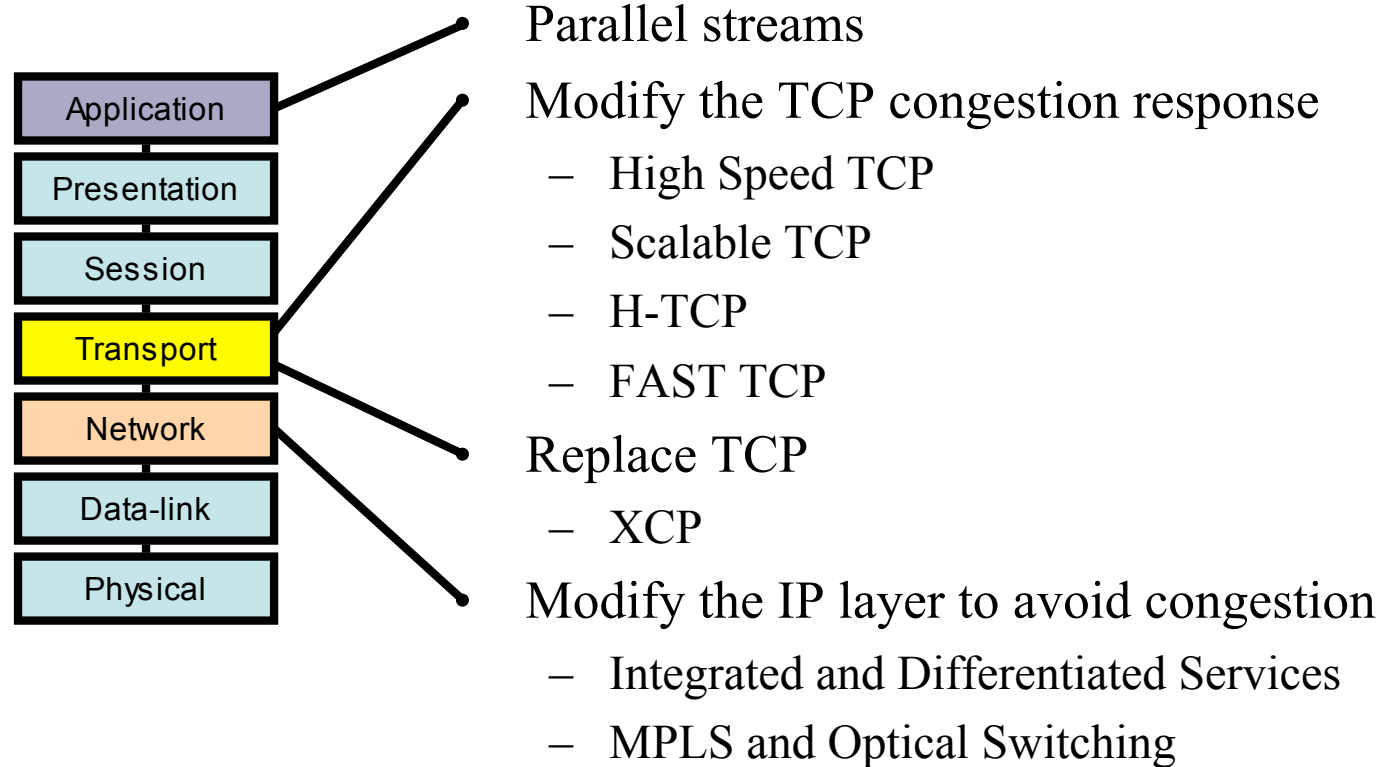 Application
Presentation
Session
Transport
Network
Data-link
Physical
• Parallel streams
• Modify the TCP congestion response
– High Speed TCP
– Scalable TCP
– H-TCP
– FAST TCP
• Replace TCP
– XCP
• Modify the IP layer to avoid congestion
– Integrated and Differentiated Services
– MPLS and Optical Switching